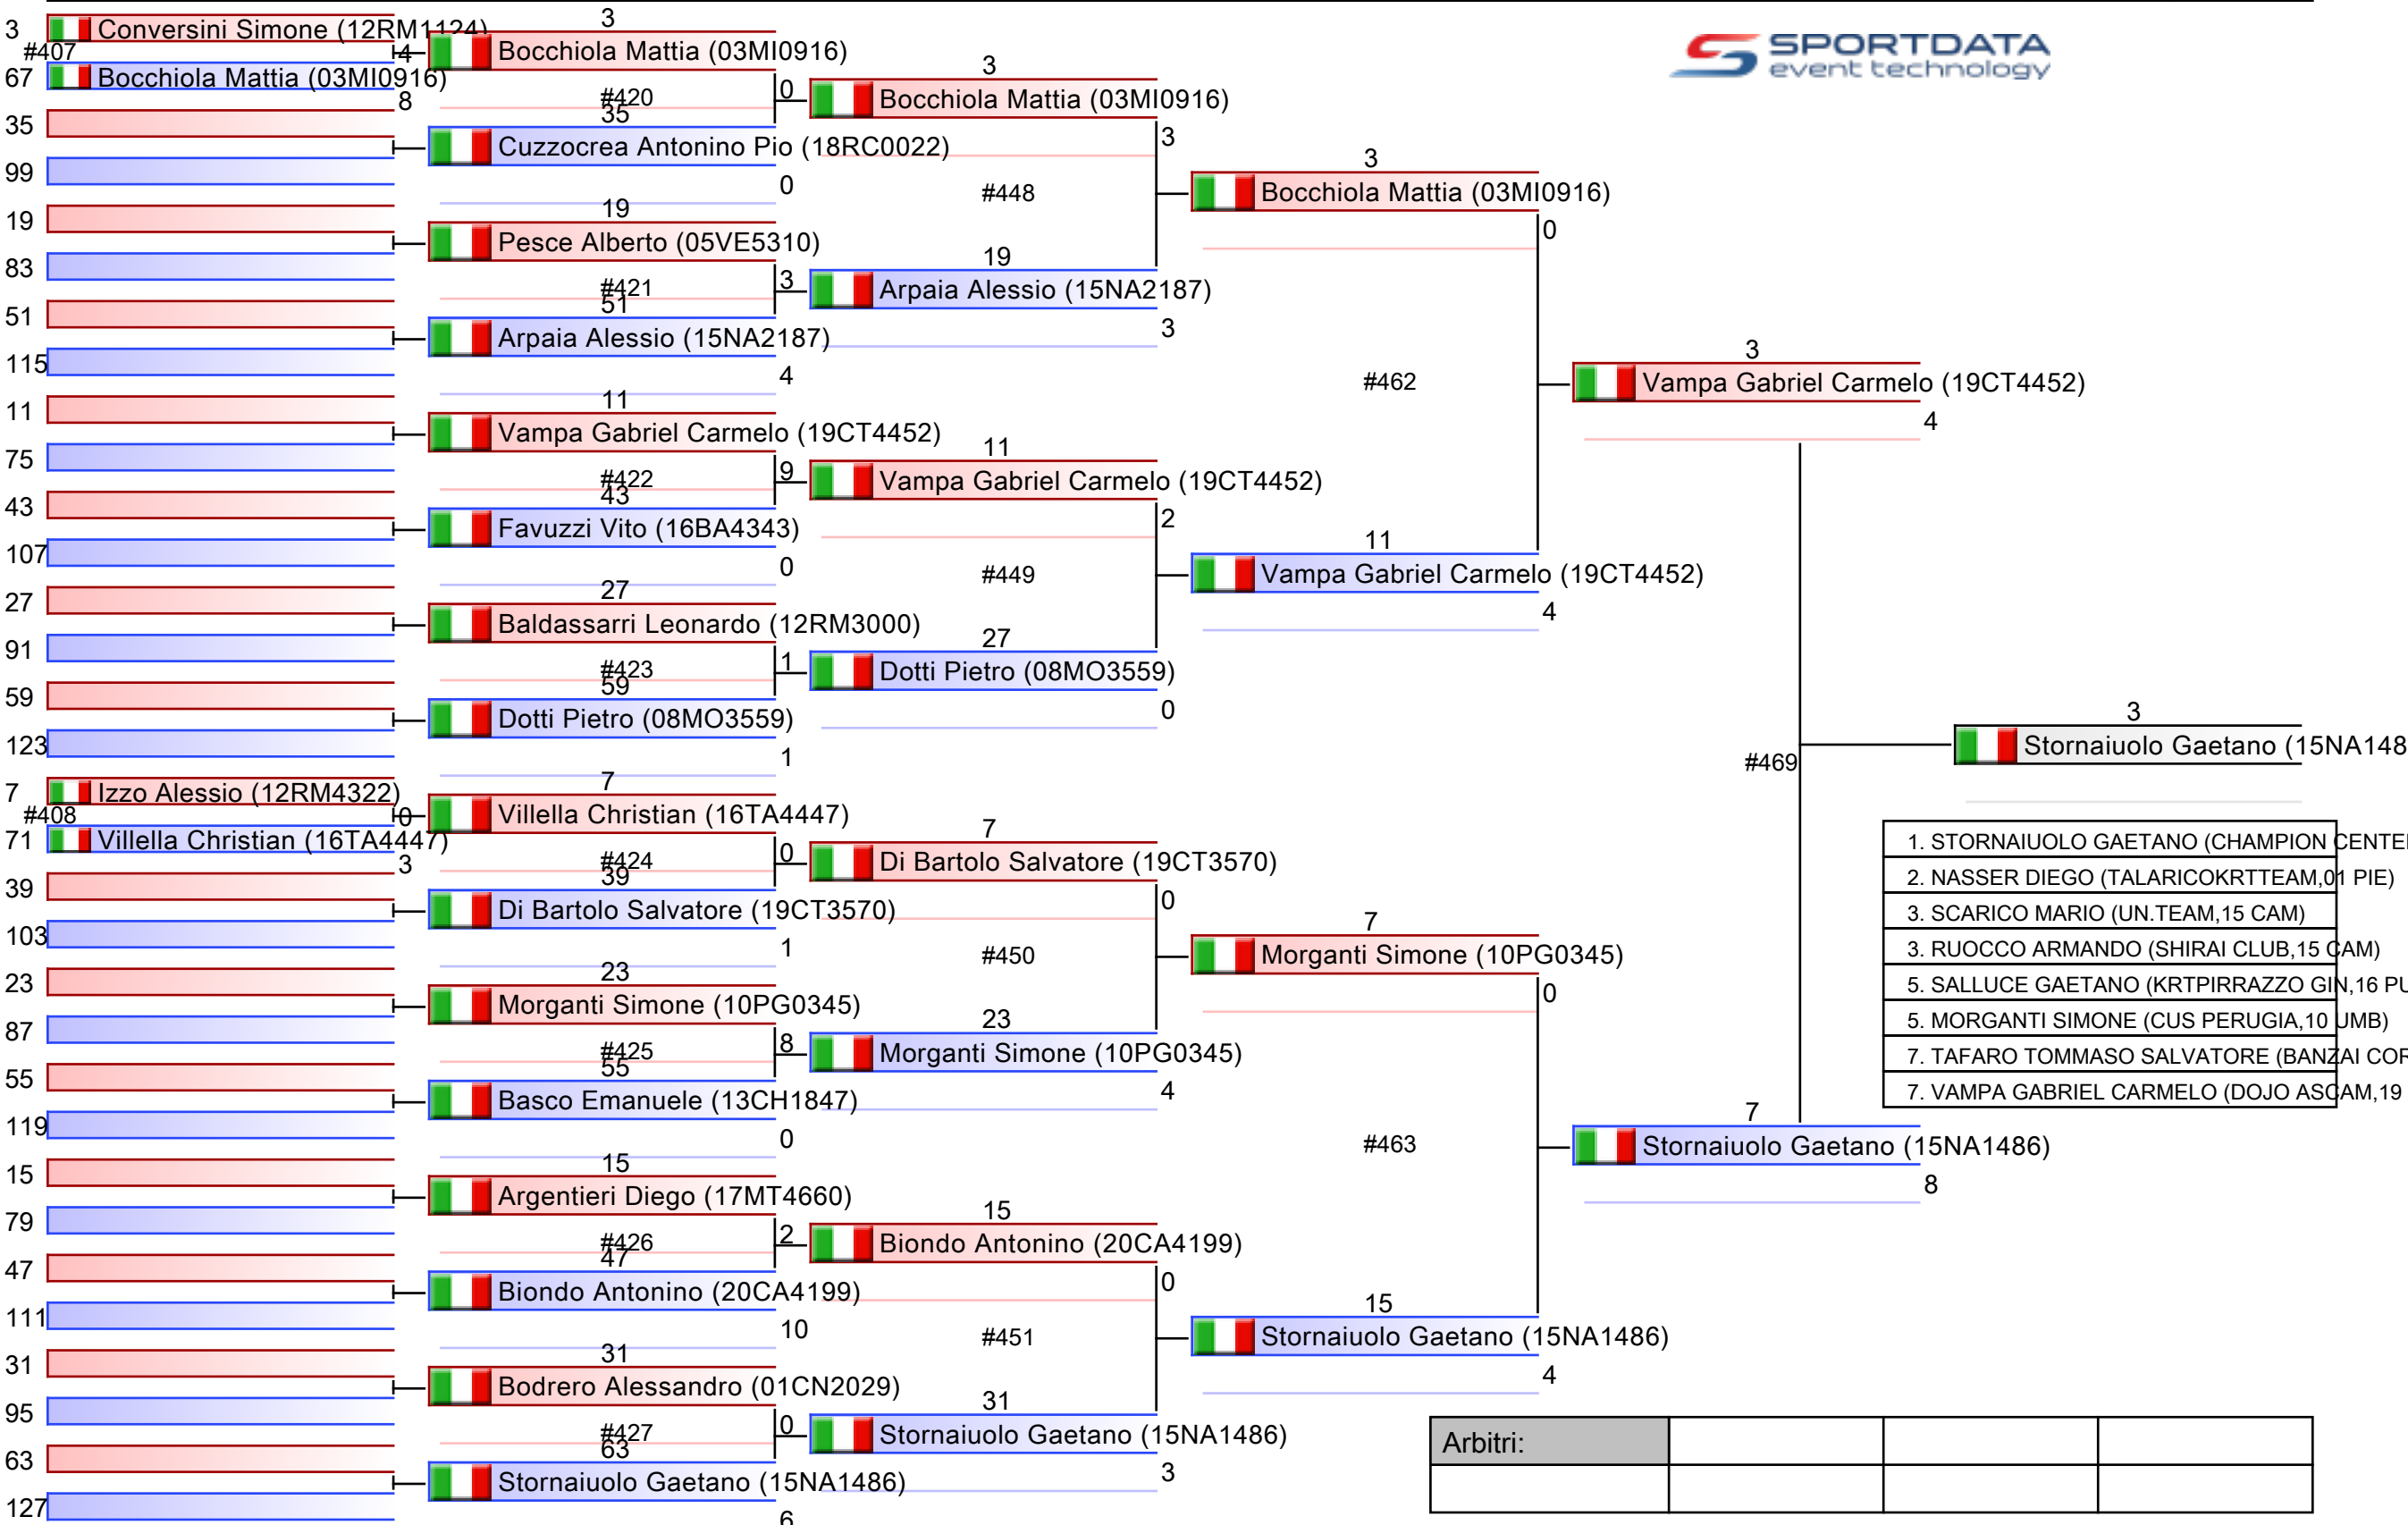 SPORTDATA
event technology
3 Conversini Simone (12RM1124)
#407
4
67 Bocchiola Mattia (03MI0916)
8
35
99
19
83
51
115
11
75
43
107
27
91
59
123
7 Izzo Alessio (12RM4322)
#408
0
71 Villella Christian (16TA4447)
3
39
103
23
87
55
119
15
79
47
111
31
95
63
127
3
Bocchiola Mattia (03MI0916)
#420
0
35
Cuzzocrea Antonino Pio (18RC0022)
0
19
Pesce Alberto (05VE5310)
#421
3
51
Arpaia Alessio (15NA2187)
4
11
Vampa Gabriel Carmelo (19CT4452)
#422
9
43
Favuzzi Vito (16BA4343)
0
27
Baldassarri Leonardo (12RM3000)
#423
1
59
Dotti Pietro (08MO3559)
1
7
Villella Christian (16TA4447)
#424
0
39
Di Bartolo Salvatore (19CT3570)
1
23
Morganti Simone (10PG0345)
#425
8
55
Basco Emanuele (13CH1847)
0
15
Argentieri Diego (17MT4660)
#426
2
47
Biondo Antonino (20CA4199)
10
31
Bodrero Alessandro (01CN2029)
#427
0
63
Stornaiuolo Gaetano (15NA1486)
6
3
Bocchiola Mattia (03MI0916)
3
#448
19
Arpaia Alessio (15NA2187)
3
11
Vampa Gabriel Carmelo (19CT4452)
2
#449
27
Dotti Pietro (08MO3559)
0
7
Di Bartolo Salvatore (19CT3570)
0
#450
23
Morganti Simone (10PG0345)
4
15
Biondo Antonino (20CA4199)
0
#451
31
Stornaiuolo Gaetano (15NA1486)
3
3
Bocchiola Mattia (03MI0916)
0
#462
11
Vampa Gabriel Carmelo (19CT4452)
4
7
Morganti Simone (10PG0345)
0
#463
15
Stornaiuolo Gaetano (15NA1486)
4
3
Vampa Gabriel Carmelo (19CT4452)
4
#469
7
Stornaiuolo Gaetano (15NA1486)
8
3
Stornaiuolo Gaetano (15NA148
1. STORNAIUOLO GAETANO (CHAMPION CENTE
2. NASSER DIEGO (TALARICOKRTTEAM,01 PIE)
3. SCARICO MARIO (UN.TEAM,15 CAM)
3. RUOCCO ARMANDO (SHIRAI CLUB,15 CAM)
5. SALLUCE GAETANO (KRTPIRRAZZO GIN,16 PU
5. MORGANTI SIMONE (CUS PERUGIA,10 UMB)
7. TAFARO TOMMASO SALVATORE (BANZAI COR
7. VAMPA GABRIEL CARMELO (DOJO ASCAM,19
Arbitri: